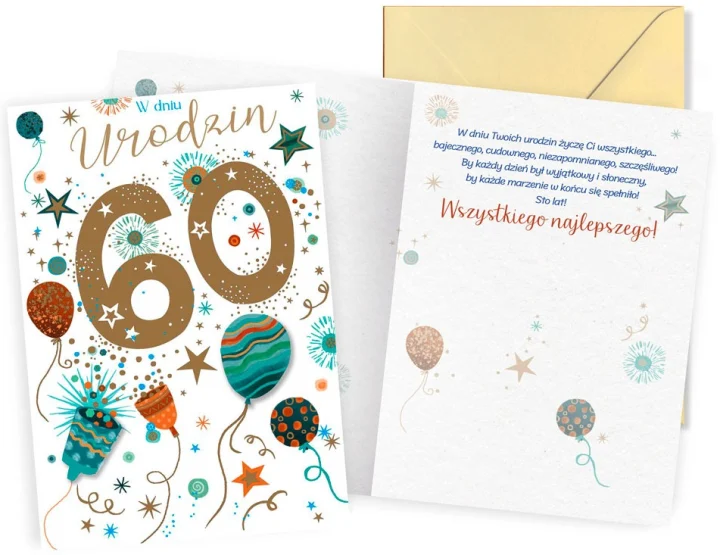 W dniu
Urodzin
60
W dniu Twoich urodzin życzę Ci wszystkiego...
bajecznego, cudownego, niezapomnianego, szczęśliwego!
By każdy dzień był wyjątkowy i słoneczny,
by każde marzenie w końcu się spełniło!
Sto lat!
Wszystkiego najlepszego!